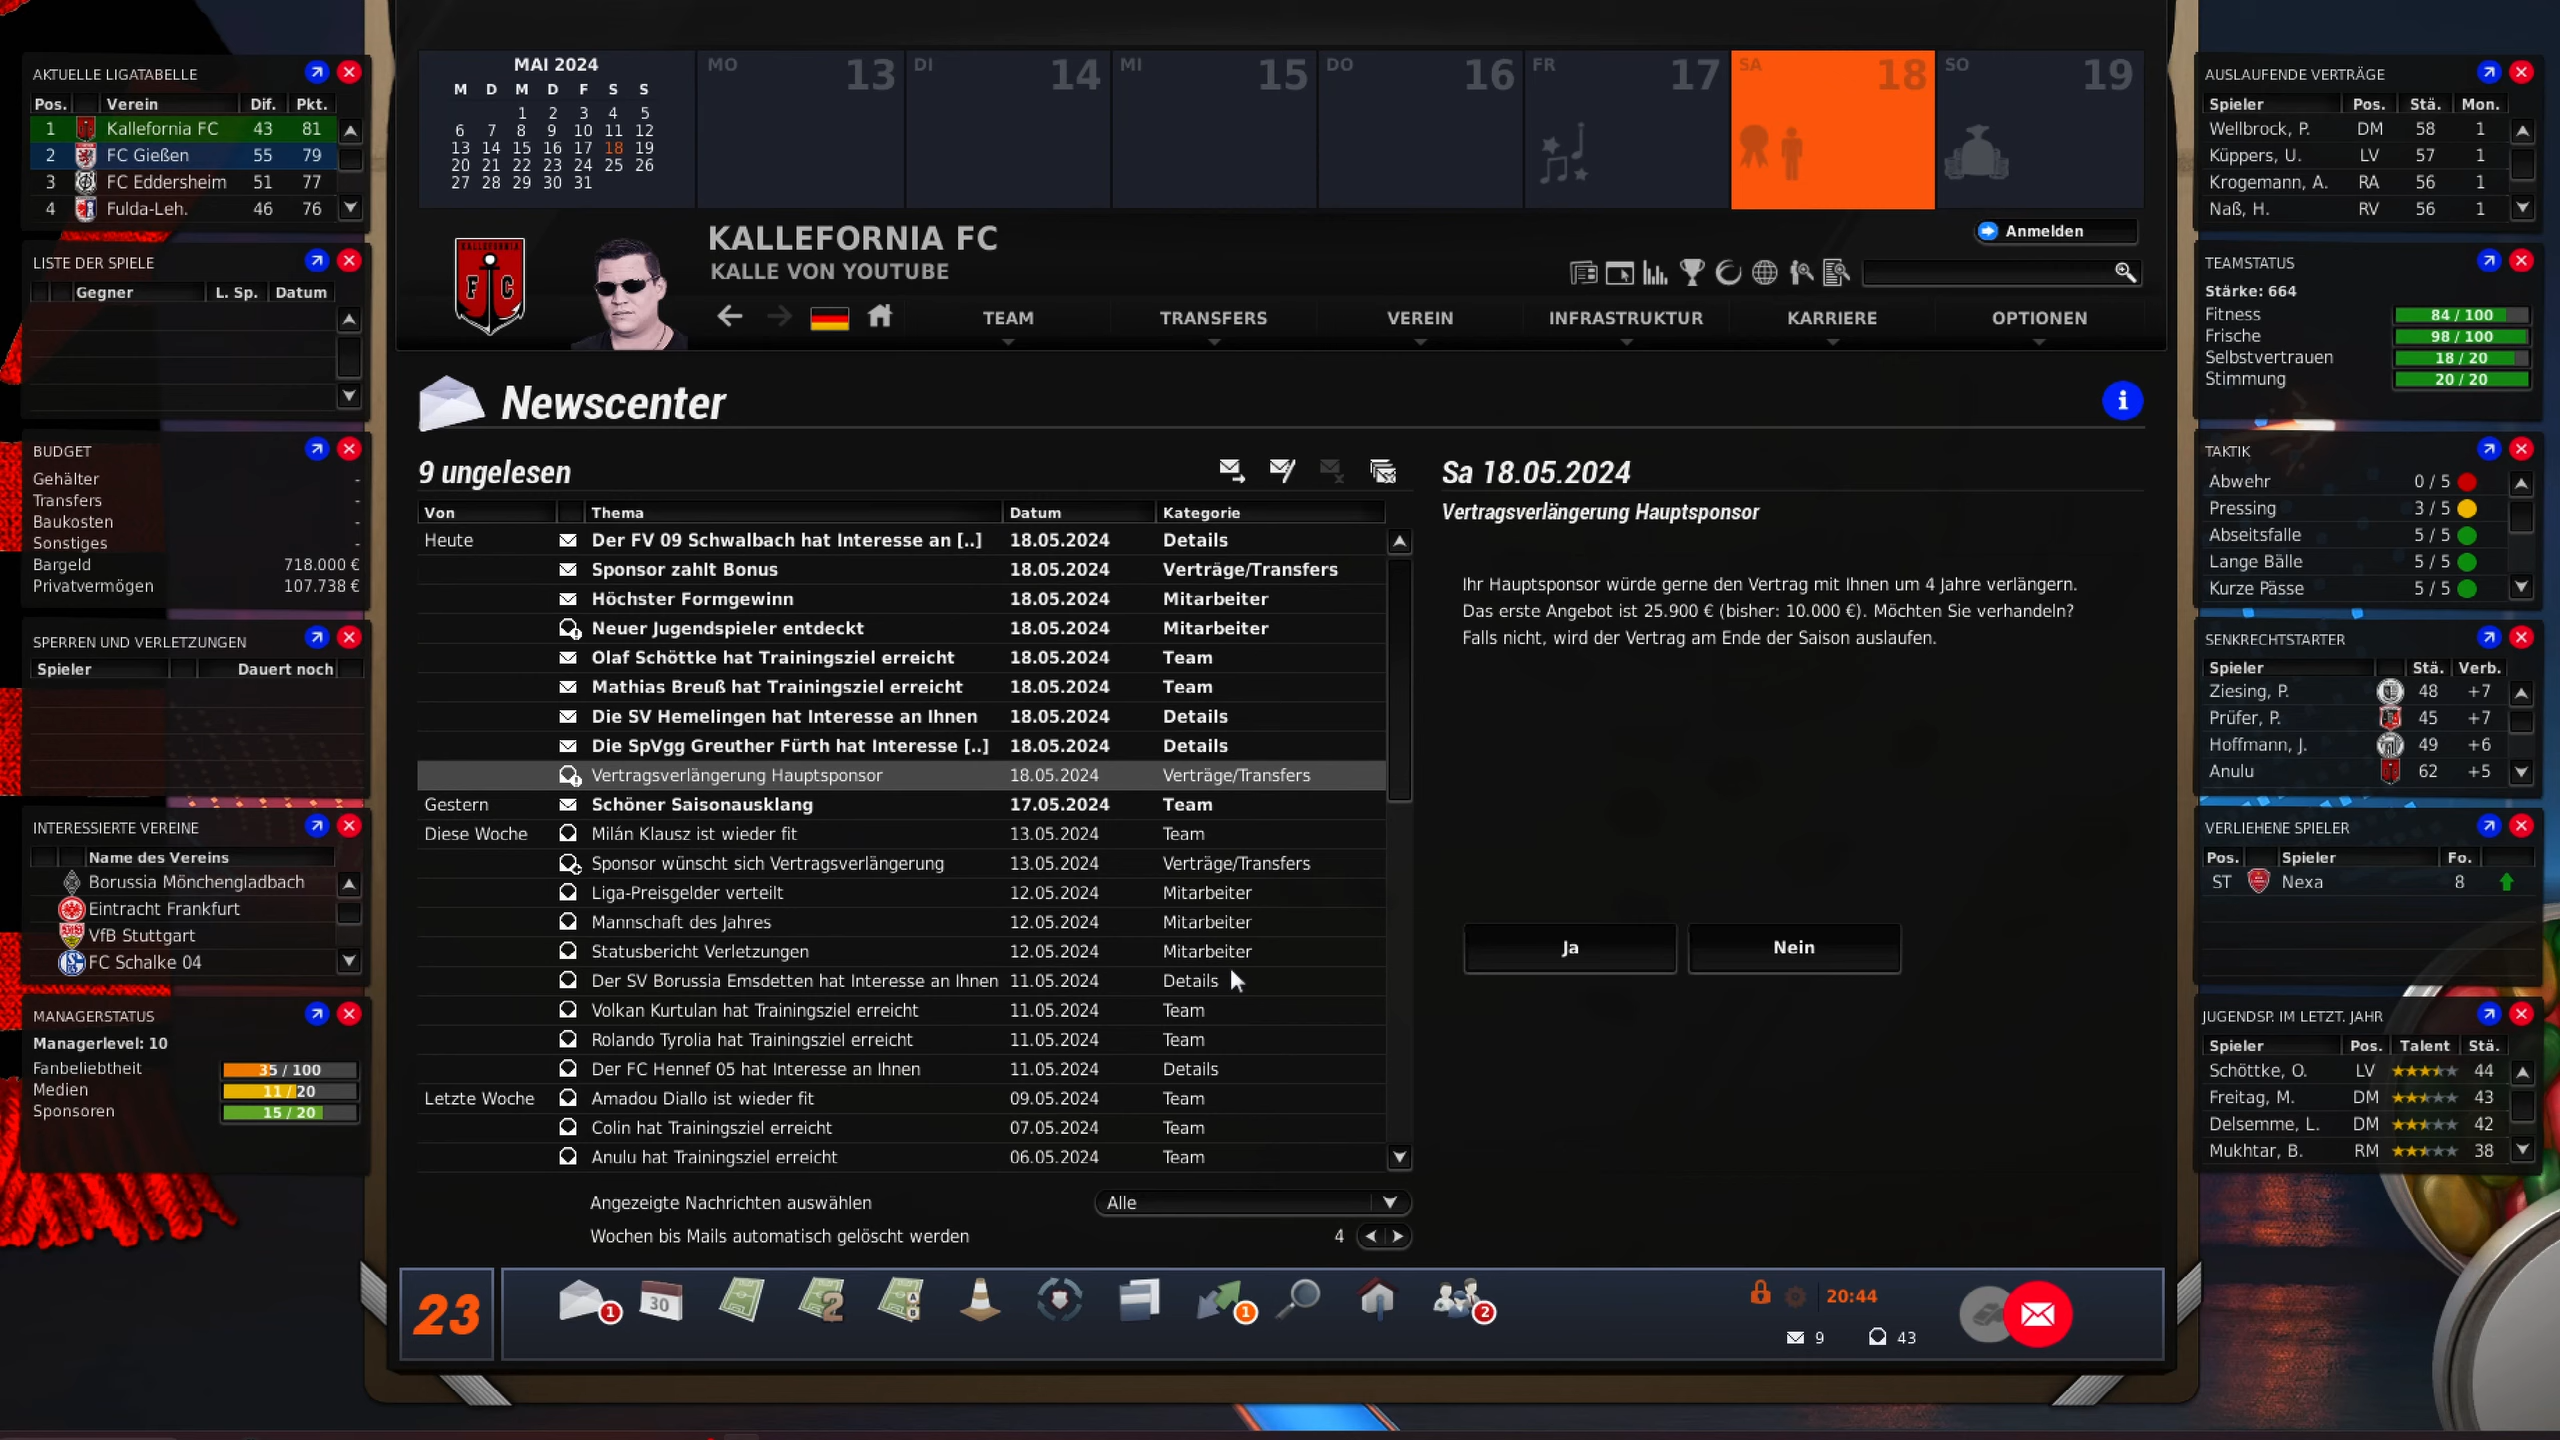 AKTUELLE LIGATABELLE
Pos. Verein Dif. Pkt.
1 Kallefornia FC 43 81
2 FC Gießen 55 79
3 FC Eddersheim 51 77
4 Fulda-Leh. 46 76
LISTE DER SPIELE
Gegner L. Sp. Datum
BUDGET
Gehälter -
Transfers -
Baukosten -
Sonstiges -
Bargeld 718.000 €
Privatvermögen 107.738 €
SPERREN UND VERLETZUNGEN
Spieler Dauert noch
INTERESSIERTE VEREINE
Name des Vereins
Borussia Mönchengladbach
Eintracht Frankfurt
VfB Stuttgart
FC Schalke 04
MANAGERSTATUS
Managerlevel: 10
Fanbeliebtheit 35 / 100
Medien 11 / 20
Sponsoren 15 / 20
MAI 2024
M D M D F S S
1 2 3 4 5
6 7 8 9 10 11 12
13 14 15 16 17 18 19
20 21 22 23 24 25 26
27 28 29 30 31
MO 13 DI 14 MI 15 DO 16 FR 17 SA 18 SO 19
KALLEFORNIA FC
KALLE VON YOUTUBE
Anmelden
F C
TEAM TRANSFERS VEREIN INFRASTRUKTUR KARRIERE OPTIONEN
Newscenter
9 ungelesen
Von Thema Datum Kategorie
Heute Der FV 09 Schwalbach hat Interesse an [..] 18.05.2024 Details
Sponsor zahlt Bonus 18.05.2024 Verträge/Transfers
Höchster Formgewinn 18.05.2024 Mitarbeiter
Neuer Jugendspieler entdeckt 18.05.2024 Mitarbeiter
Olaf Schöttke hat Trainingsziel erreicht 18.05.2024 Team
Mathias Breuß hat Trainingsziel erreicht 18.05.2024 Team
Die SV Hemelingen hat Interesse an Ihnen 18.05.2024 Details
Die SpVgg Greuther Fürth hat Interesse [..] 18.05.2024 Details
Vertragsverlängerung Hauptsponsor 18.05.2024 Verträge/Transfers
Gestern Schöner Saisonausklang 17.05.2024 Team
Diese Woche Milán Klausz ist wieder fit 13.05.2024 Team
Sponsor wünscht sich Vertragsverlängerung 13.05.2024 Verträge/Transfers
Liga-Preisgelder verteilt 12.05.2024 Mitarbeiter
Mannschaft des Jahres 12.05.2024 Mitarbeiter
Statusbericht Verletzungen 12.05.2024 Mitarbeiter
Der SV Borussia Emsdetten hat Interesse an Ihnen 11.05.2024 Details
Volkan Kurtulan hat Trainingsziel erreicht 11.05.2024 Team
Rolando Tyrolia hat Trainingsziel erreicht 11.05.2024 Team
Der FC Hennef 05 hat Interesse an Ihnen 11.05.2024 Details
Letzte Woche Amadou Diallo ist wieder fit 09.05.2024 Team
Colin hat Trainingsziel erreicht 07.05.2024 Team
Anulu hat Trainingsziel erreicht 06.05.2024 Team
Angezeigte Nachrichten auswählen Alle
Wochen bis Mails automatisch gelöscht werden 4
Sa 18.05.2024
Vertragsverlängerung Hauptsponsor
Ihr Hauptsponsor würde gerne den Vertrag mit Ihnen um 4 Jahre verlängern.
Das erste Angebot ist 25.900 € (bisher: 10.000 €). Möchten Sie verhandeln?
Falls nicht, wird der Vertrag am Ende der Saison auslaufen.
Ja Nein
23 1 30 2 A B 1 2 20:44
9 43
AUSLAUFENDE VERTRÄGE
Spieler Pos. Stä. Mon.
Wellbrock, P. DM 58 1
Küppers, U. LV 57 1
Krogemann, A. RA 56 1
Naß, H. RV 56 1
TEAMSTATUS
Stärke: 664
Fitness 84 / 100
Frische 98 / 100
Selbstvertrauen 18 / 20
Stimmung 20 / 20
TAKTIK
Abwehr 0 / 5
Pressing 3 / 5
Abseitsfalle 5 / 5
Lange Bälle 5 / 5
Kurze Pässe 5 / 5
SENKRECHTSTARTER
Spieler Stä. Verb.
Ziesing, P. 48 +7
Prüfer, P. 45 +7
Hoffmann, J. 49 +6
Anulu 62 +5
VERLIEHENE SPIELER
Pos. Spieler Fo.
ST Nexa 8
JUGENDSP. IM LETZT. JAHR
Spieler Pos. Talent Stä.
Schöttke, O. LV 44
Freitag, M. DM 43
Delsemme, L. DM 42
Mukhtar, B. RM 38